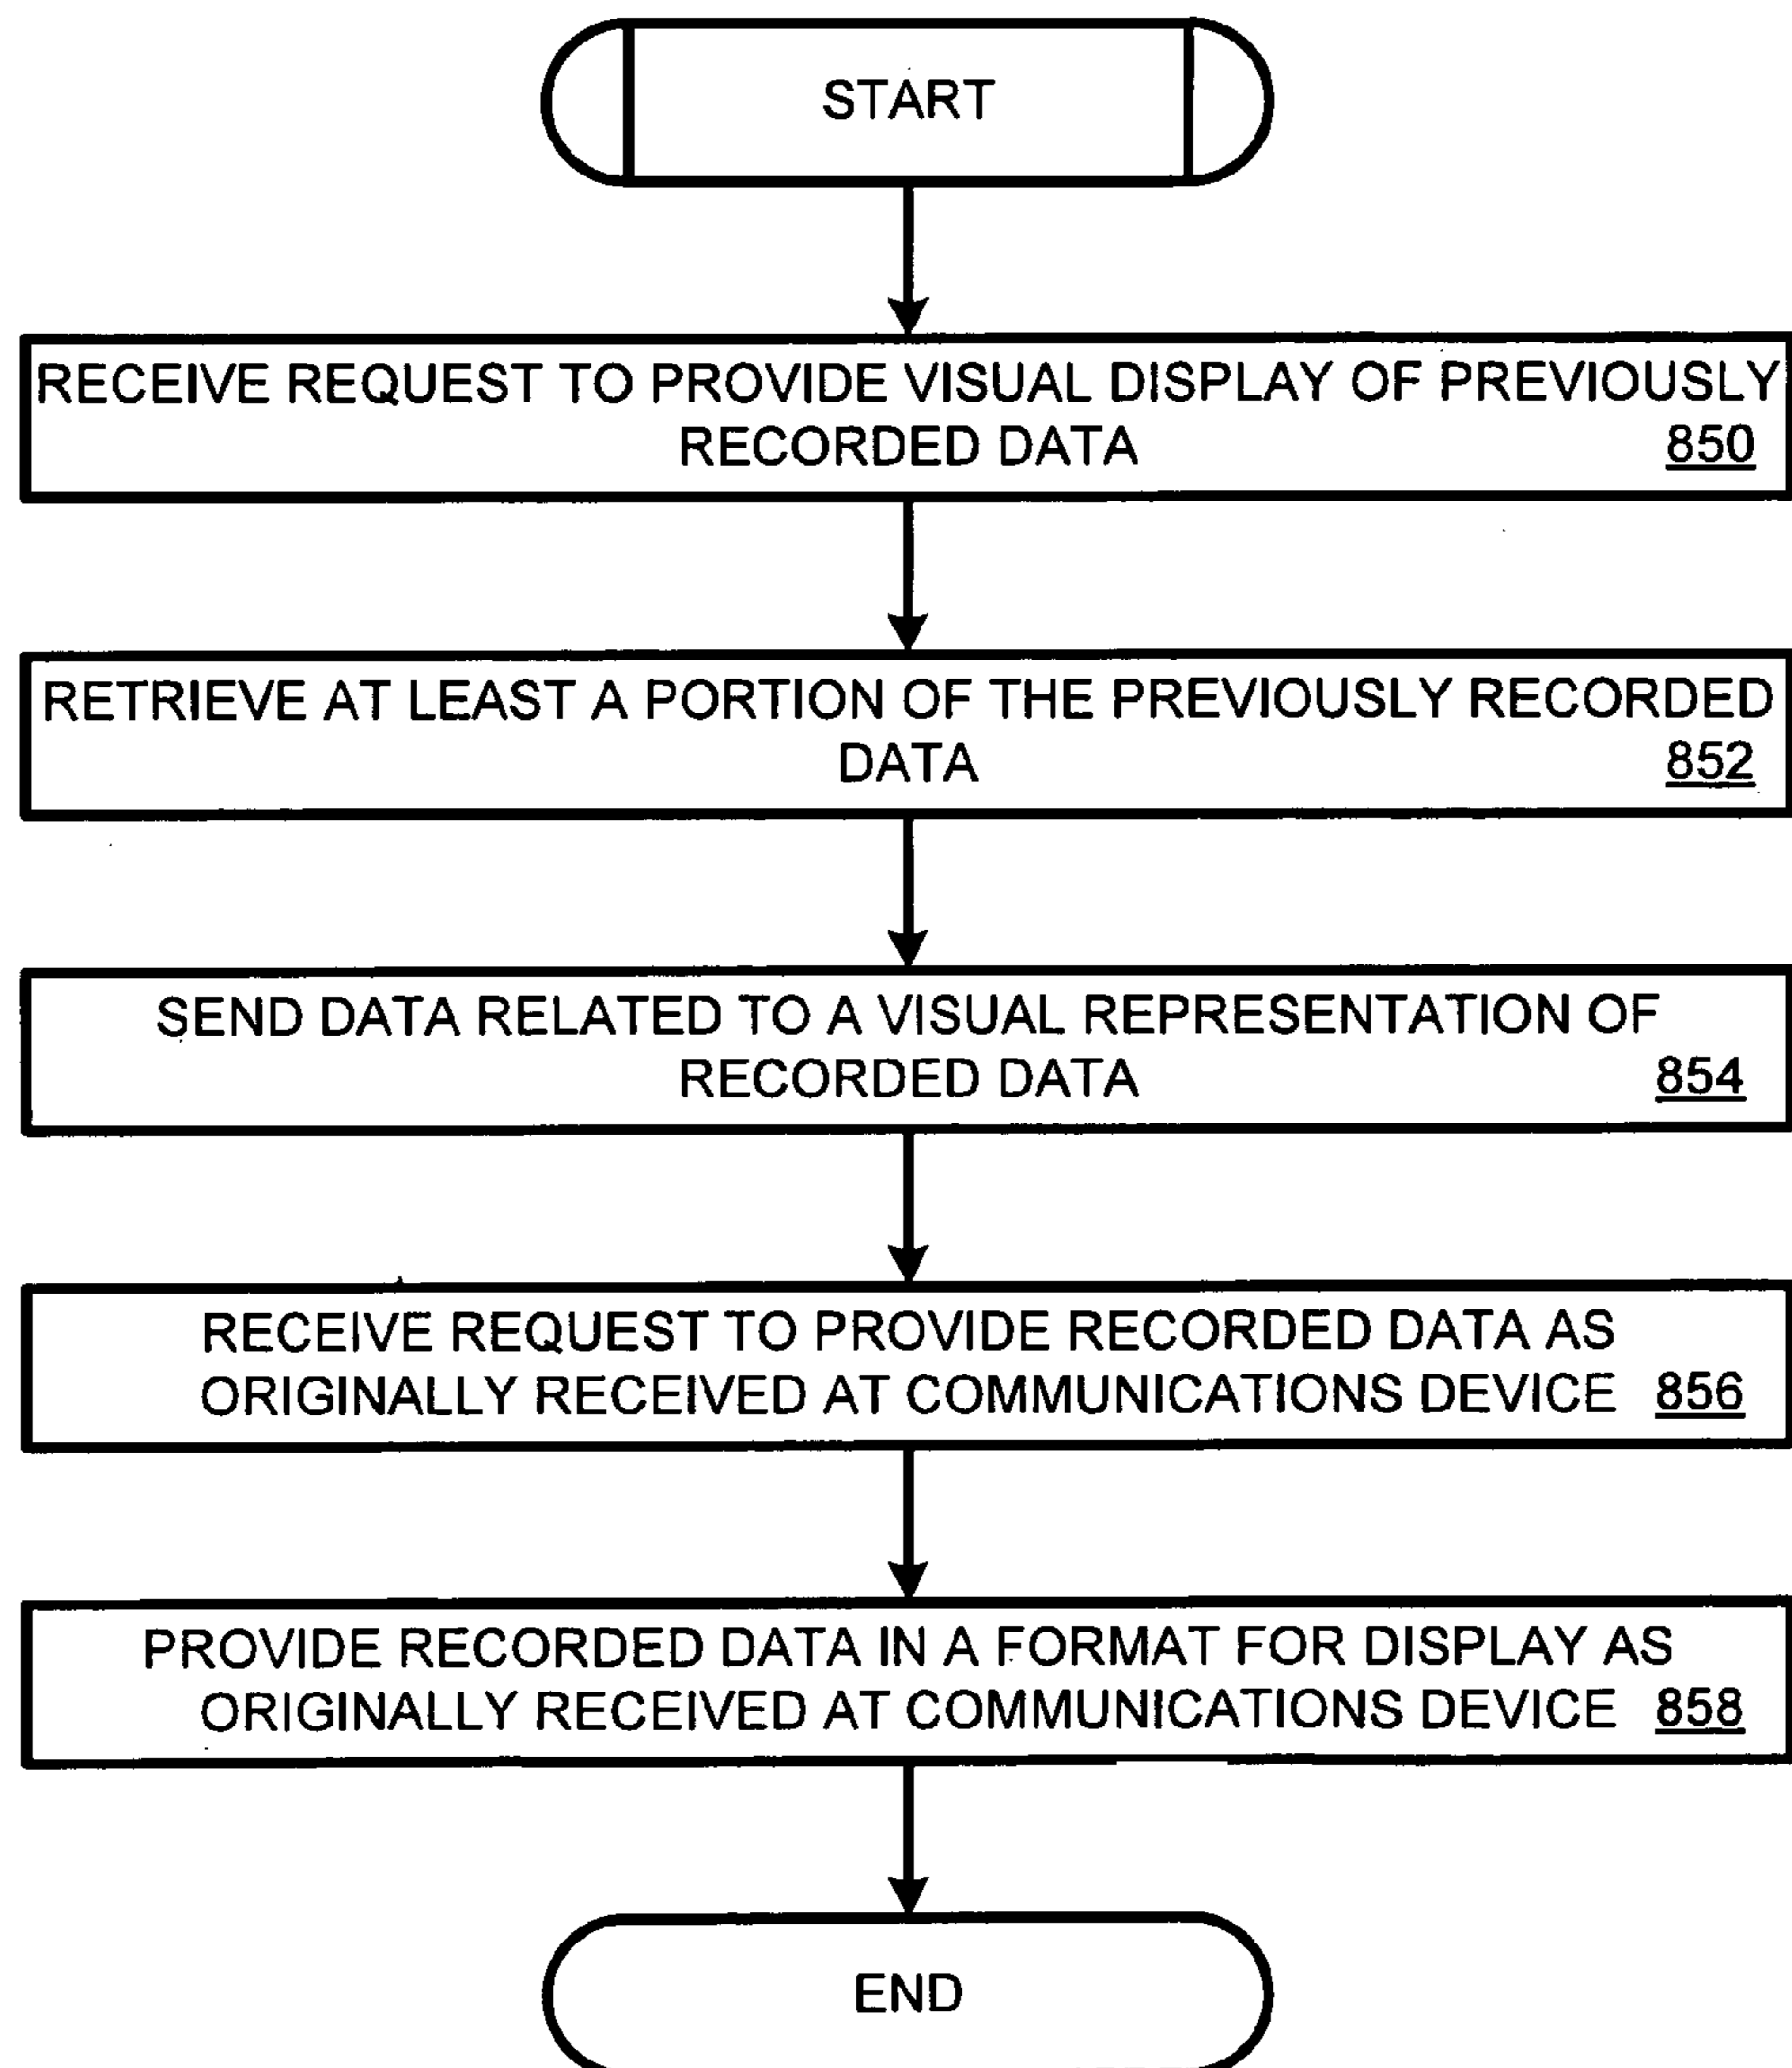 START
RECEIVE REQUEST TO PROVIDE VISUAL DISPLAY OF PREVIOUSLY
RECORDED DATA 850
RETRIEVE AT LEAST A PORTION OF THE PREVIOUSLY RECORDED
DATA 852
SEND DATA RELATED TO A VISUAL REPRESENTATION OF
RECORDED DATA 854
RECEIVE REQUEST TO PROVIDE RECORDED DATA AS
ORIGINALLY RECEIVED AT COMMUNICATIONS DEVICE 856
PROVIDE RECORDED DATA IN A FORMAT FOR DISPLAY AS
ORIGINALLY RECEIVED AT COMMUNICATIONS DEVICE 858
END